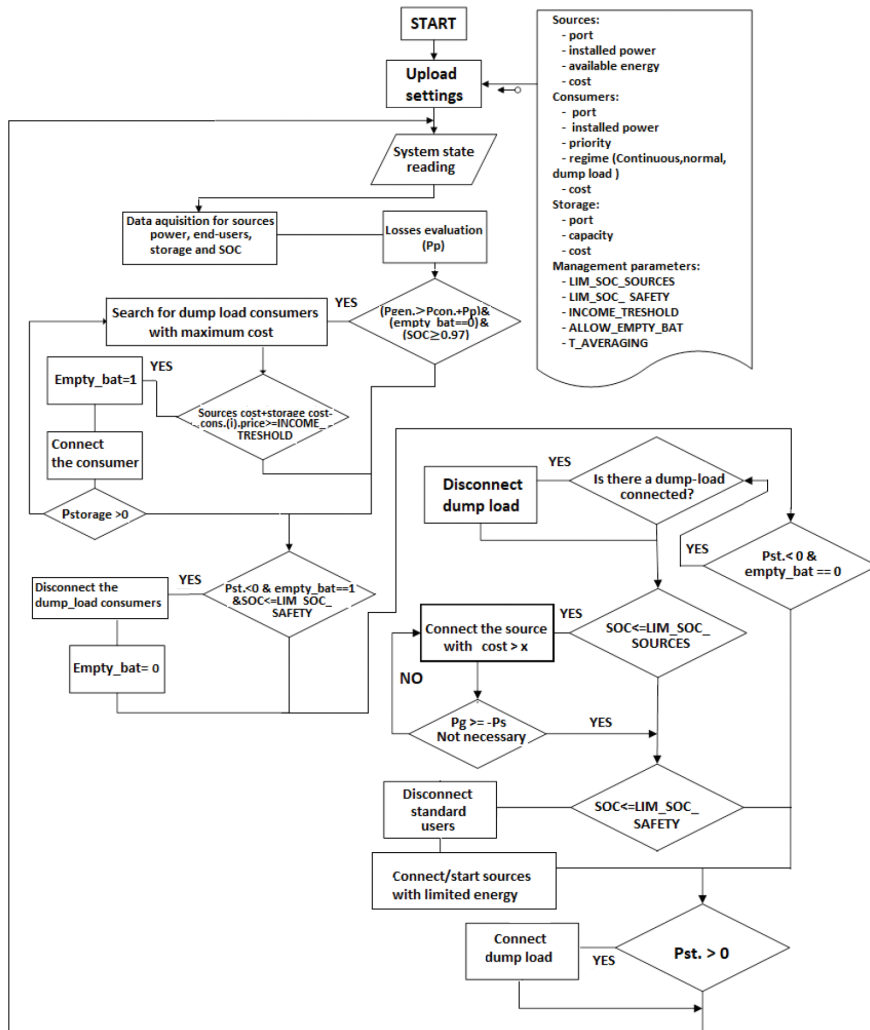 START
Upload
settings
Sources:
- port
- installed power
- available energy
- cost
Consumers:
- port
- installed power
- priority
- regime (Continuous,normal,
dump load )
- cost
Storage:
- port
- capacity
- cost
Management parameters:
- LIM_SOC_SOURCES
- LIM_SOC_ SAFETY
- INCOME_TRESHOLD
- ALLOW_EMPTY_BAT
- T_AVERAGING
System state
reading
Data aquisition for sources
power, end-users,
storage and SOC
Losses evaluation
(Pp)
(Pgen.>Pcon.+Pp)&
(empty_bat==0)&
(SOC≥0.97)
YES
Search for dump load consumers
with maximum cost
Sources cost+storage cost-
cons.(i).price>=INCOME_
TRESHOLD
YES
Empty_bat=1
Connect
the consumer
Pstorage >0
Pst.<0 & empty_bat==1
&SOC<=LIM_SOC_
SAFETY
YES
Disconnect the
dump_load consumers
Empty_bat= 0
Pst.< 0 &
empty_bat == 0
YES
Is there a dump-load
connected?
YES
Disconnect
dump load
SOC<=LIM_SOC_
SOURCES
YES
Connect the source
with cost > x
NO
Pg >= -Ps
Not necessary
YES
SOC<=LIM_SOC_
SAFETY
Disconnect
standard
users
Connect/start sources
with limited energy
Pst. > 0
YES
Connect
dump load